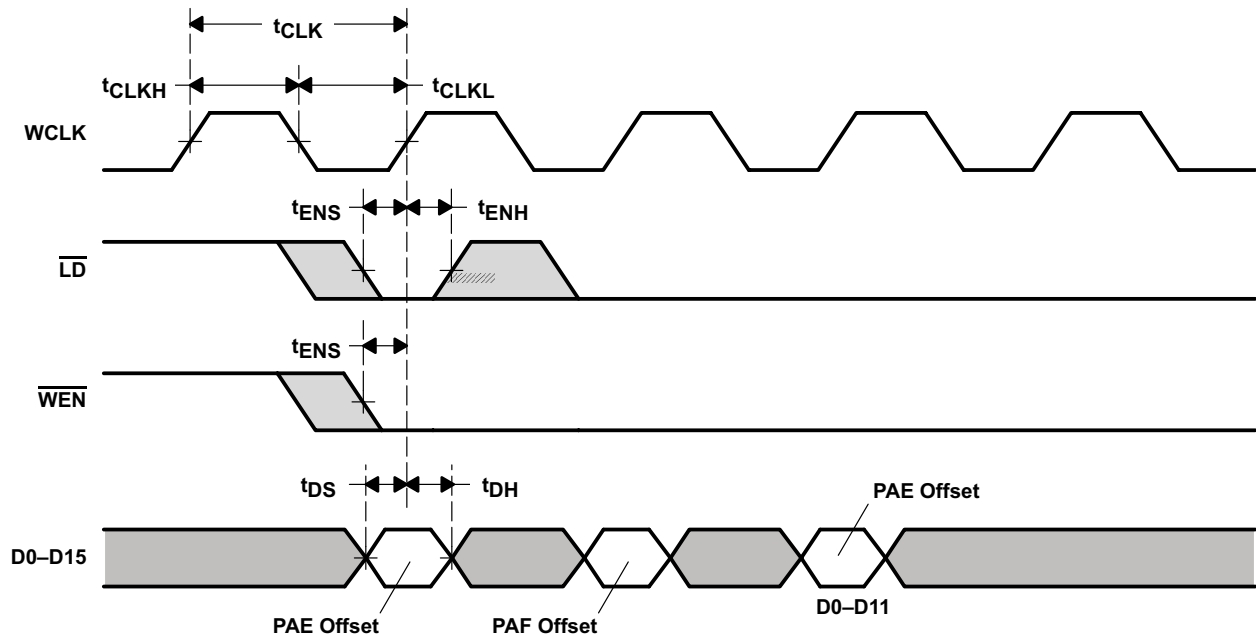 tCLK
tCLKH
tCLKL
WCLK
tENS
tENH
LD
tENS
WEN
tDS
tDH
PAE Offset
D0–D15
D0–D11
PAE Offset
PAF Offset